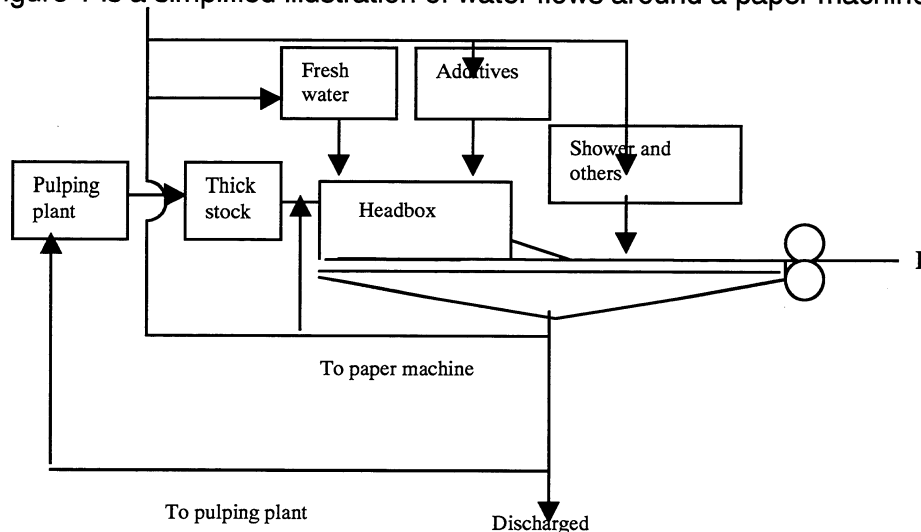 Figure 1 is a simplified illustration of water flows around a paper machine
Fresh
water
Additives
Shower and
others
Pulping
plant
Thick
stock
Headbox
To paper machine
To pulping plant
Discharged